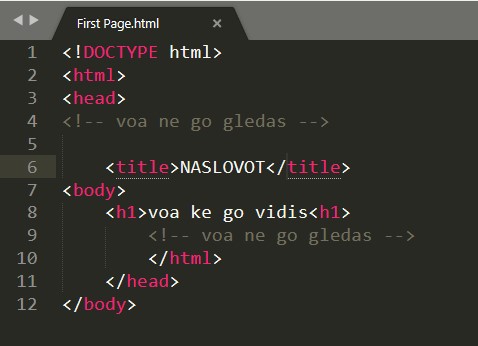 First Page.html
1 <!DOCTYPE html>
2 <html>
3 <head>
4 <!-- voa ne go gledas -->
5
6 <title>NASLOVOT</title>
7 <body>
8 <h1>voa ke go vidis<h1>
9 <!-- voa ne go gledas -->
10 </html>
11 </head>
12 </body>